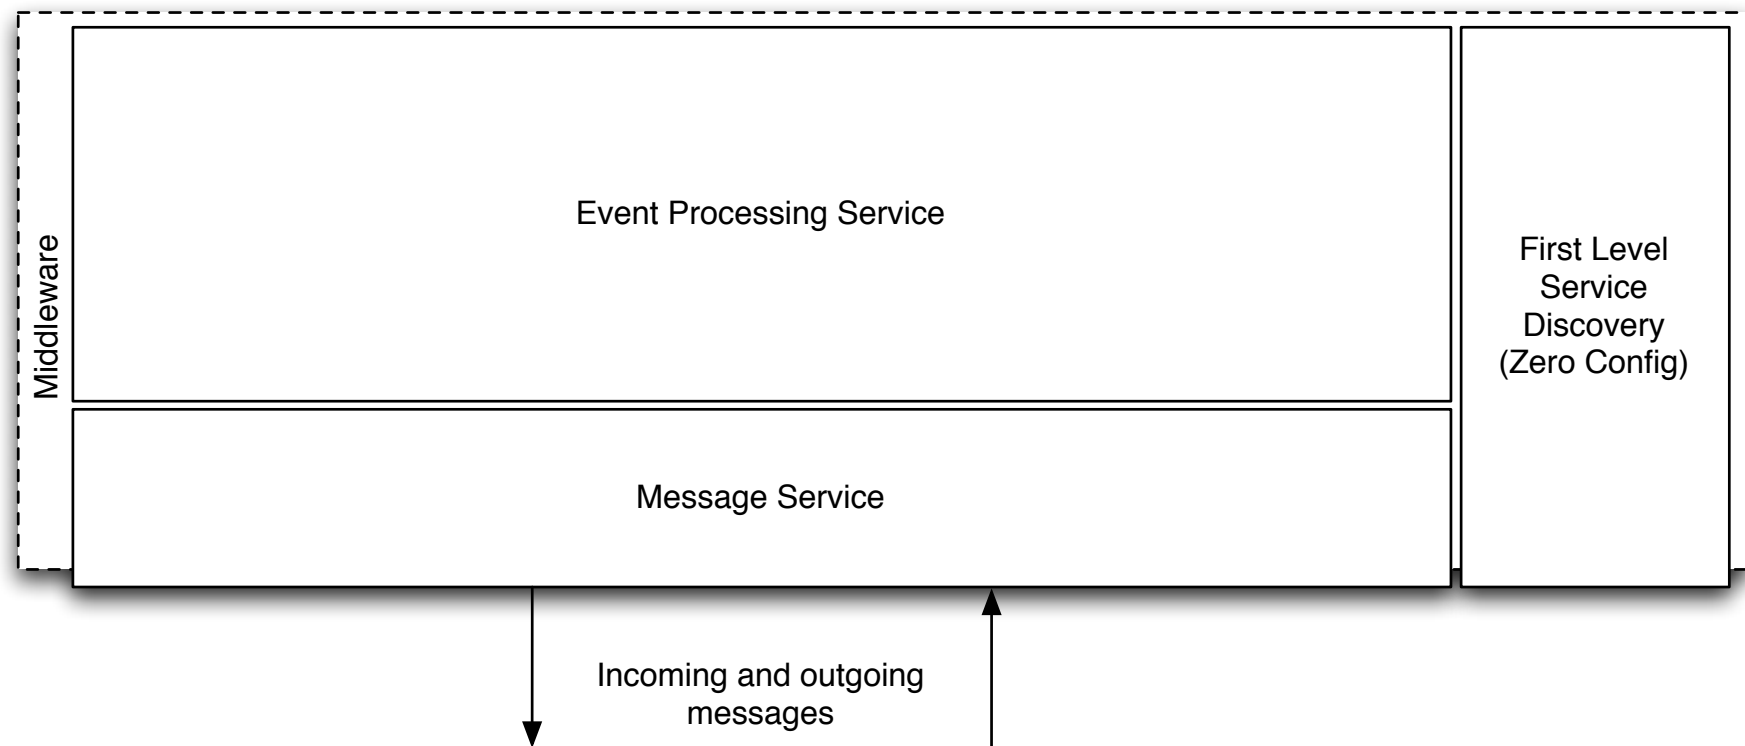 Middleware
Event Processing Service
First Level
Service
Discovery
(Zero Config)
Message Service
Incoming and outgoing
messages